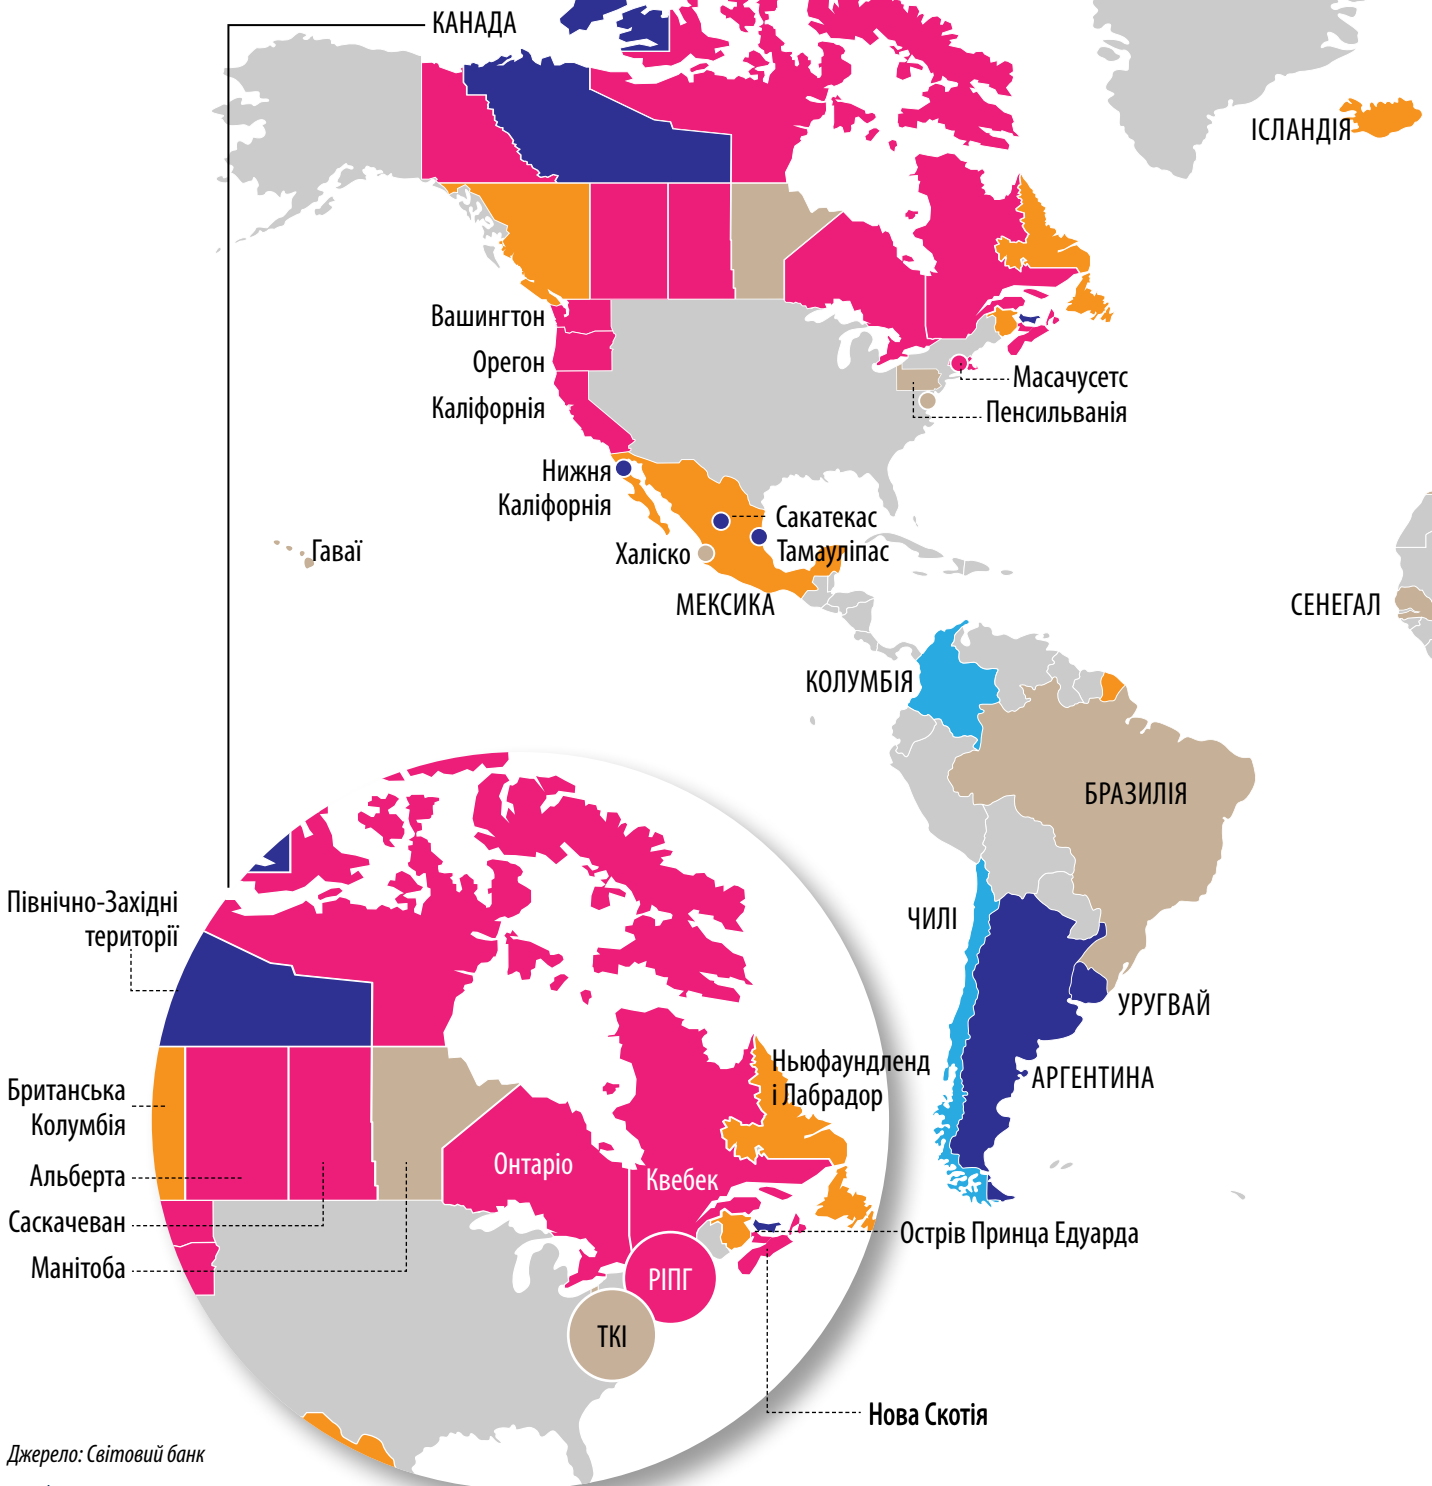 КАНАДА
ІСЛАНДІЯ
Вашингтон
Орегон
Каліфорнія
Масачусетс
Пенсильванія
Нижня
Каліфорнія
Сакатекас
Тамауліпас
Гаваї
Халіско
МЕКСИКА
СЕНЕГАЛ
КОЛУМБІЯ
БРАЗИЛІЯ
ЧИЛІ
УРУГВАЙ
АРГЕНТИНА
Північно-Західні
території
Ньюфаундленд
і Лабрадор
Британська
Колумбія
Альберта
Саскачеван
Манітоба
Онтаріо
Квебек
Острів Принца Едуарда
РІПГ
ТКІ
Нова Скотія
Джерело: Світовий банк